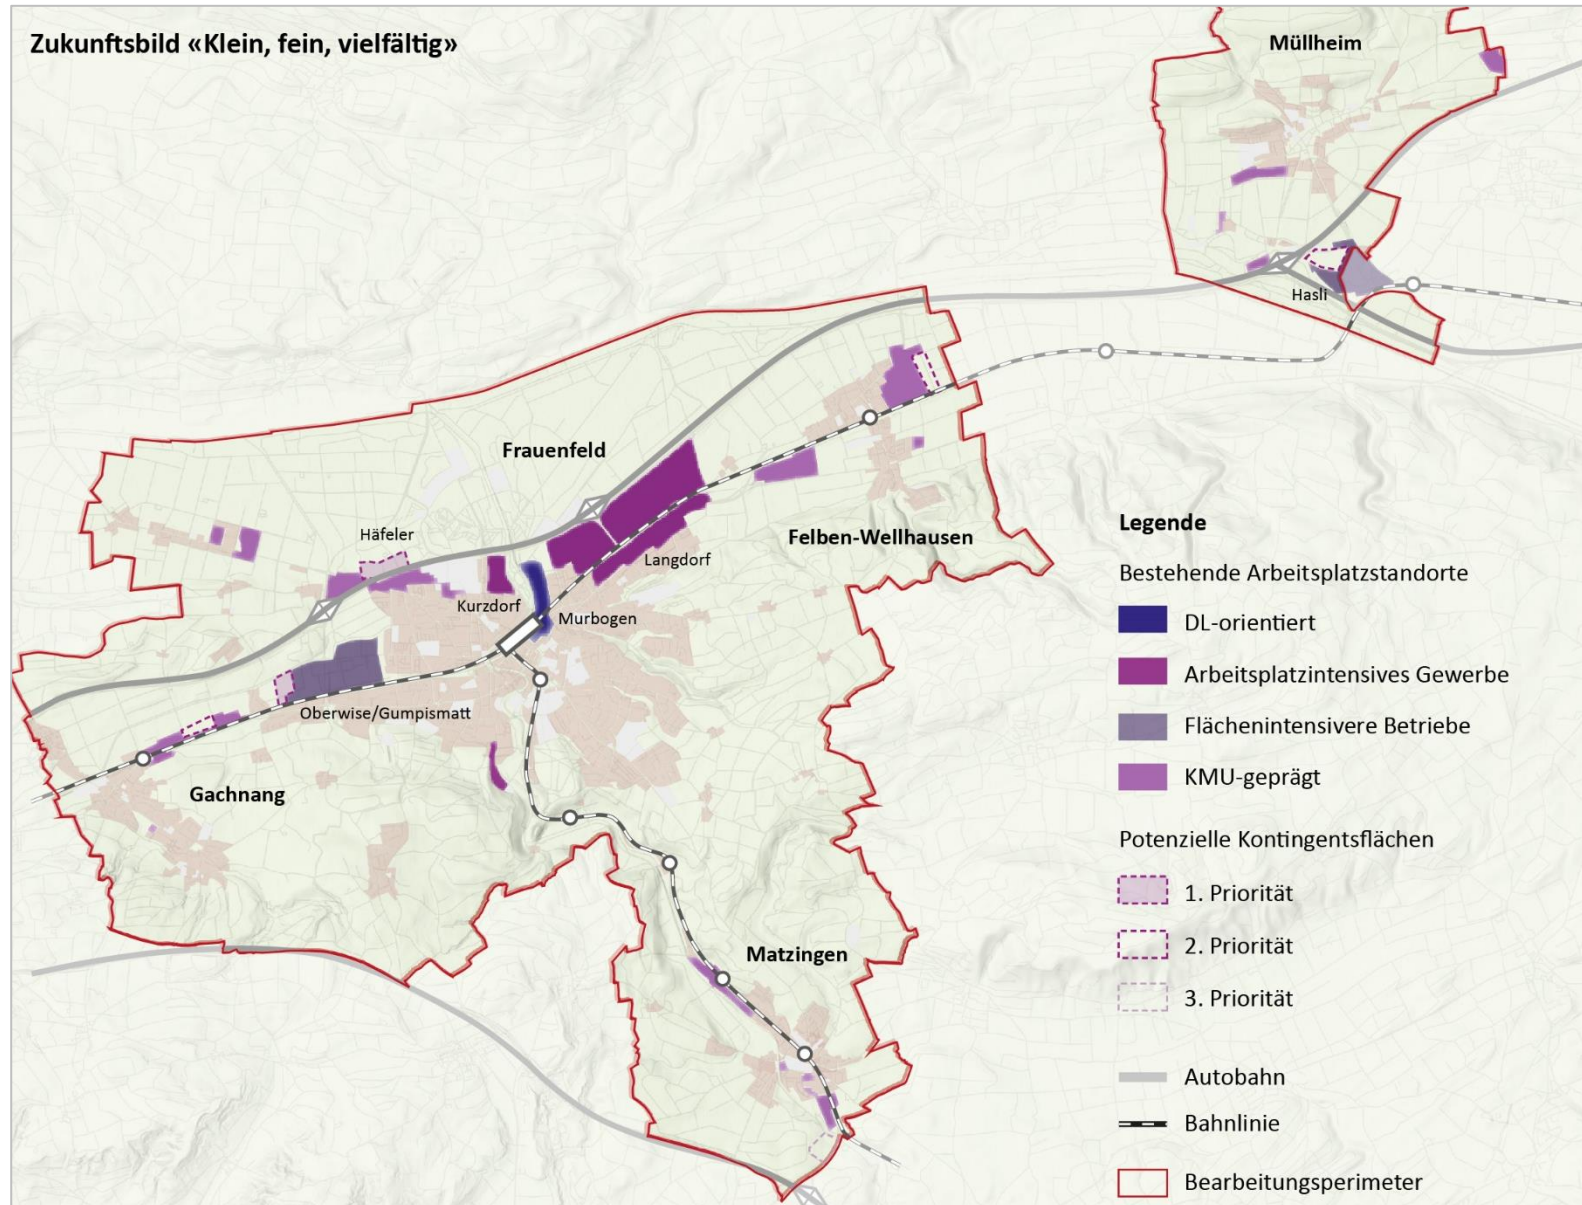 Zukunftsbild «Klein, fein, vielfältig»
Müllheim
Hasli
Frauenfeld
Häfeler
Langdorf
Felben-Wellhausen
Kurzdorf
Murbogen
Oberwise/Gumpismatt
Gachnang
Matzingen
Legende
Bestehende Arbeitsplatzstandorte
DL-orientiert
Arbeitsplatzintensives Gewerbe
Flächenintensivere Betriebe
KMU-geprägt
Potenzielle Kontingentsflächen
1. Priorität
2. Priorität
3. Priorität
Autobahn
Bahnlinie
Bearbeitungsperimeter